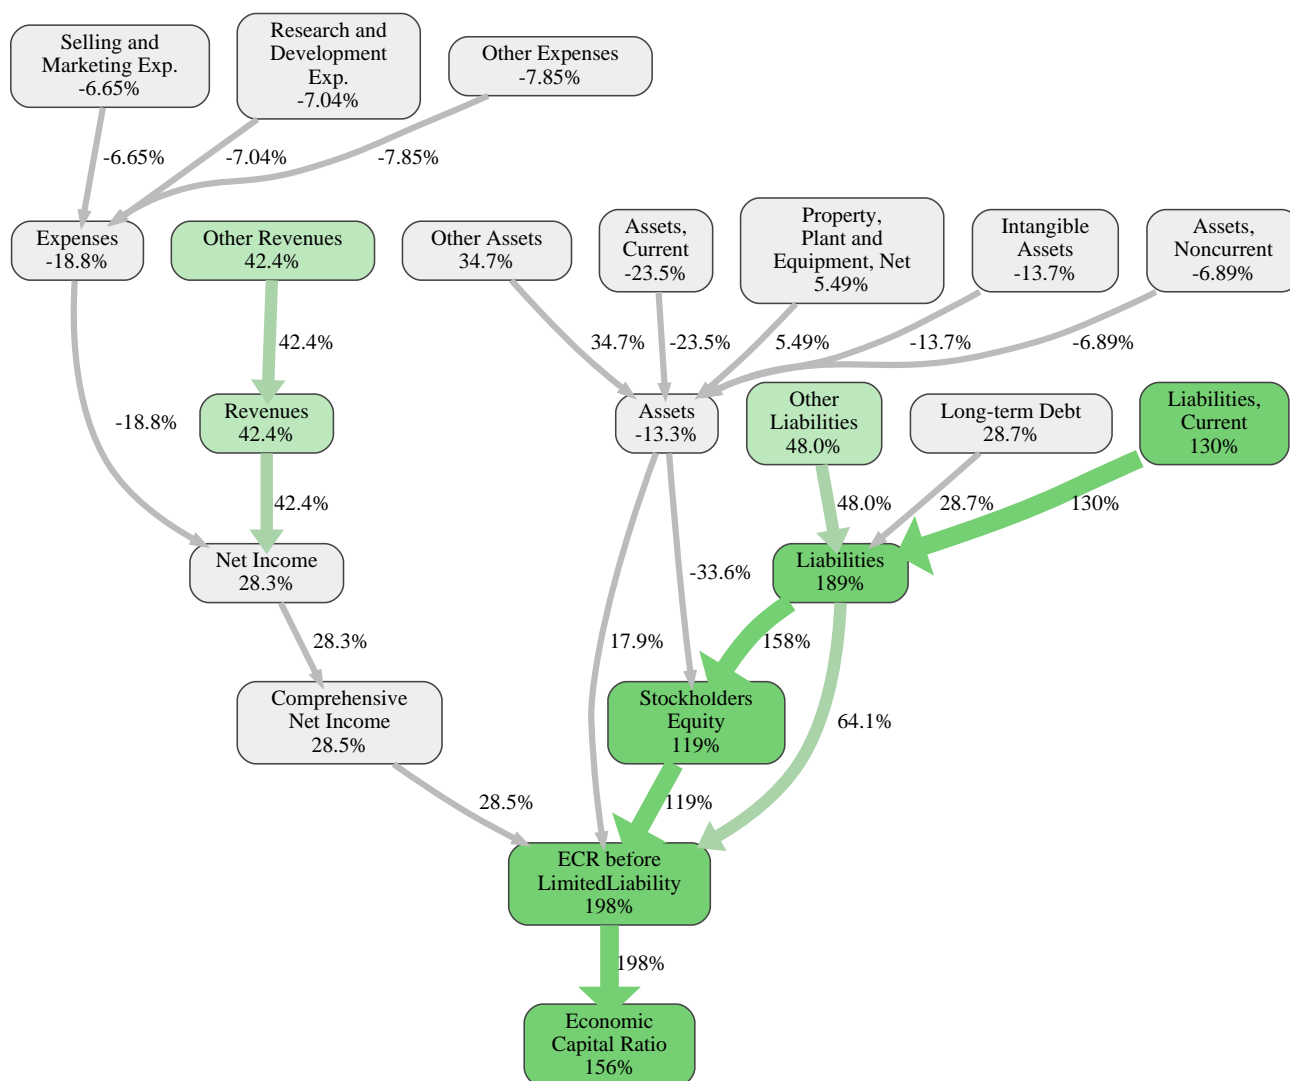 Selling and
Marketing Exp.
-6.65%
Research and
Development
Exp.
-7.04%
Other Expenses
-7.85%
-6.65%
-7.04%
-7.85%
Expenses
-18.8%
Other Revenues
42.4%
Other Assets
34.7%
Assets,
Current
-23.5%
Property,
Plant and
Equipment, Net
5.49%
Intangible
Assets
-13.7%
Assets,
Noncurrent
-6.89%
42.4%
34.7%
-23.5%
5.49%
-13.7%
-6.89%
Revenues
42.4%
Assets
-13.3%
Other
Liabilities
48.0%
Long-term Debt
28.7%
Liabilities,
Current
130%
-18.8%
42.4%
48.0%
28.7%
130%
Net Income
28.3%
Liabilities
189%
-33.6%
28.3%
17.9%
158%
Comprehensive
Net Income
28.5%
Stockholders
Equity
119%
64.1%
28.5%
119%
ECR before
LimitedLiability
198%
198%
Economic
Capital Ratio
156%